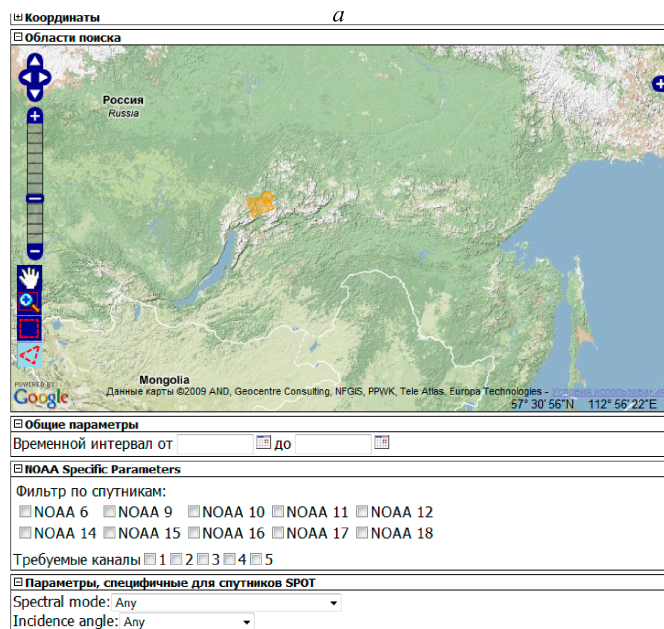 Координаты
a
Области поиска
Россия
Russia
Mongolia
POWERED BY
Google
Данные карты ©2009 AND, Geocentre Consulting, NFGIS, PPWK, Tele Atlas, Europa Technologies - Условия использования
57° 30' 56"N 112° 56' 22"E
Общие параметры
Временной интервал от до
NOAA Specific Parameters
Фильтр по спутникам:
NOAA 6 NOAA 9 NOAA 10 NOAA 11 NOAA 12
NOAA 14 NOAA 15 NOAA 16 NOAA 17 NOAA 18
Требуемые каналы 1 2 3 4 5
Параметры, специфичные для спутников SPOT
Spectral mode: Any
Incidence angle: Any